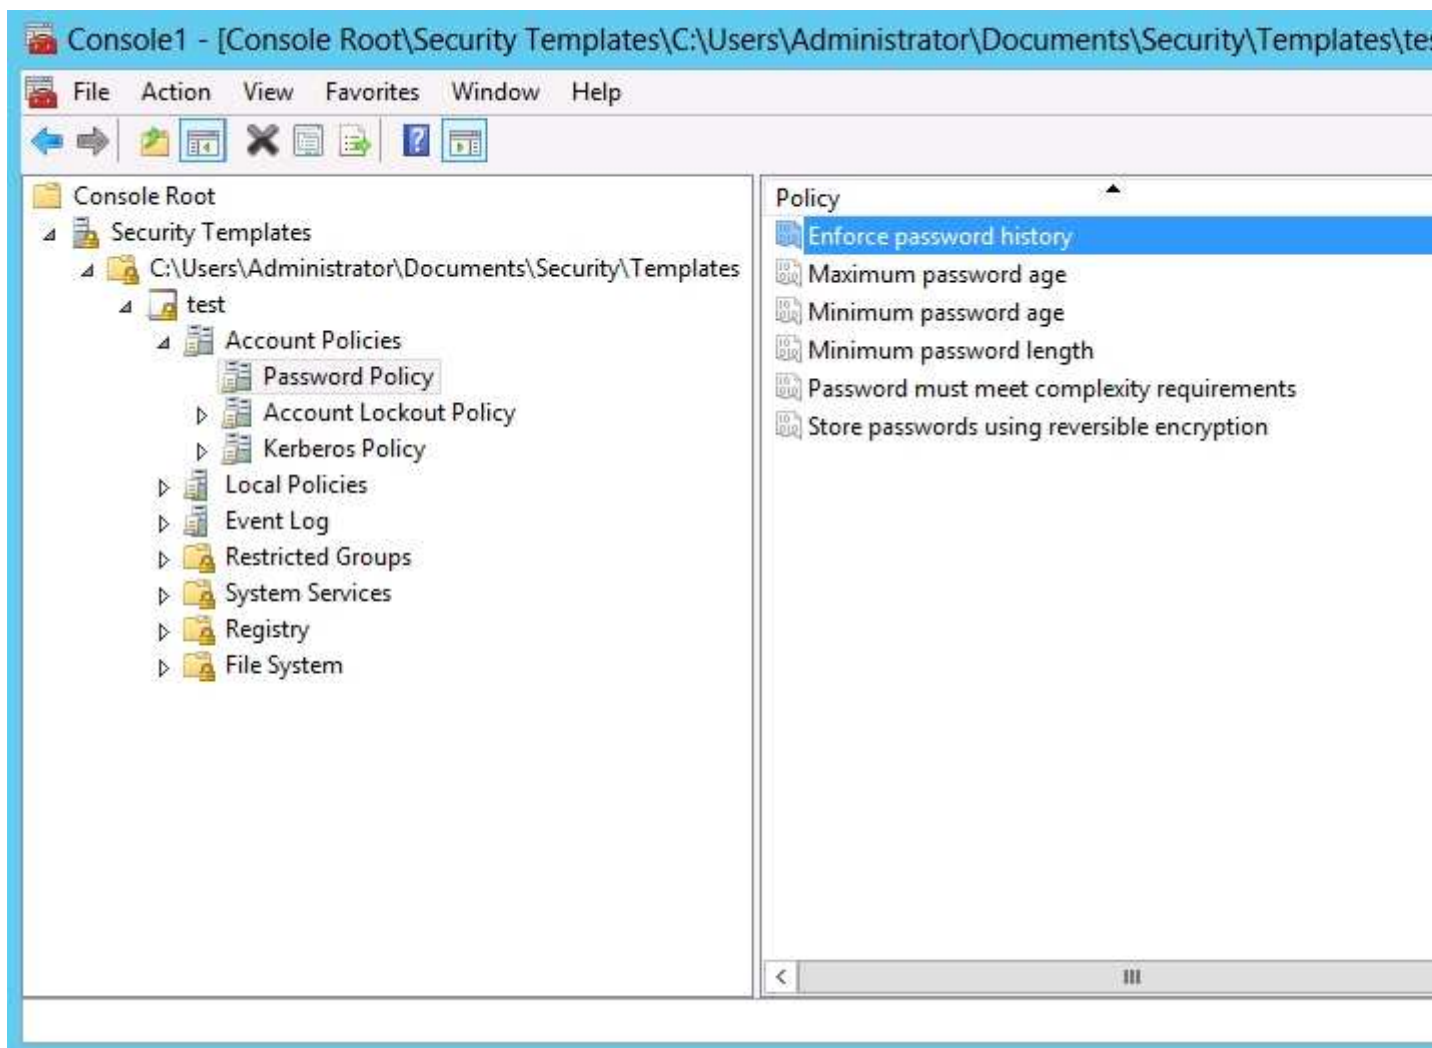 Console1 - [Console Root\Security Templates\C:\Users\Administrator\Documents\Security\Templates\tes
File Action View Favorites Window Help
Console Root
Security Templates
C:\Users\Administrator\Documents\Security\Templates
test
Account Policies
Password Policy
Account Lockout Policy
Kerberos Policy
Local Policies
Event Log
Restricted Groups
System Services
Registry
File System
Policy
Enforce password history
Maximum password age
Minimum password age
Minimum password length
Password must meet complexity requirements
Store passwords using reversible encryption